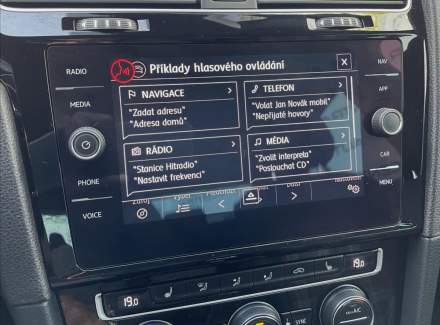 RADIO
MEDIA
PHONE
VOICE
Příklady hlasového ovládání
X
NAVIGACE
"Zadat adresu"
"Adresa domů"
TELEFON
"Volat Jan Novák mobil"
"Nepřijaté hovory"
RÁDIO
"Stanice Hitradio"
"Nastavit frekvenci"
MÉDIA
"Zvolit interpreta"
"Poslouchat CD"
NAV
APP
CAR
MENU
19.0
19.0
A/C